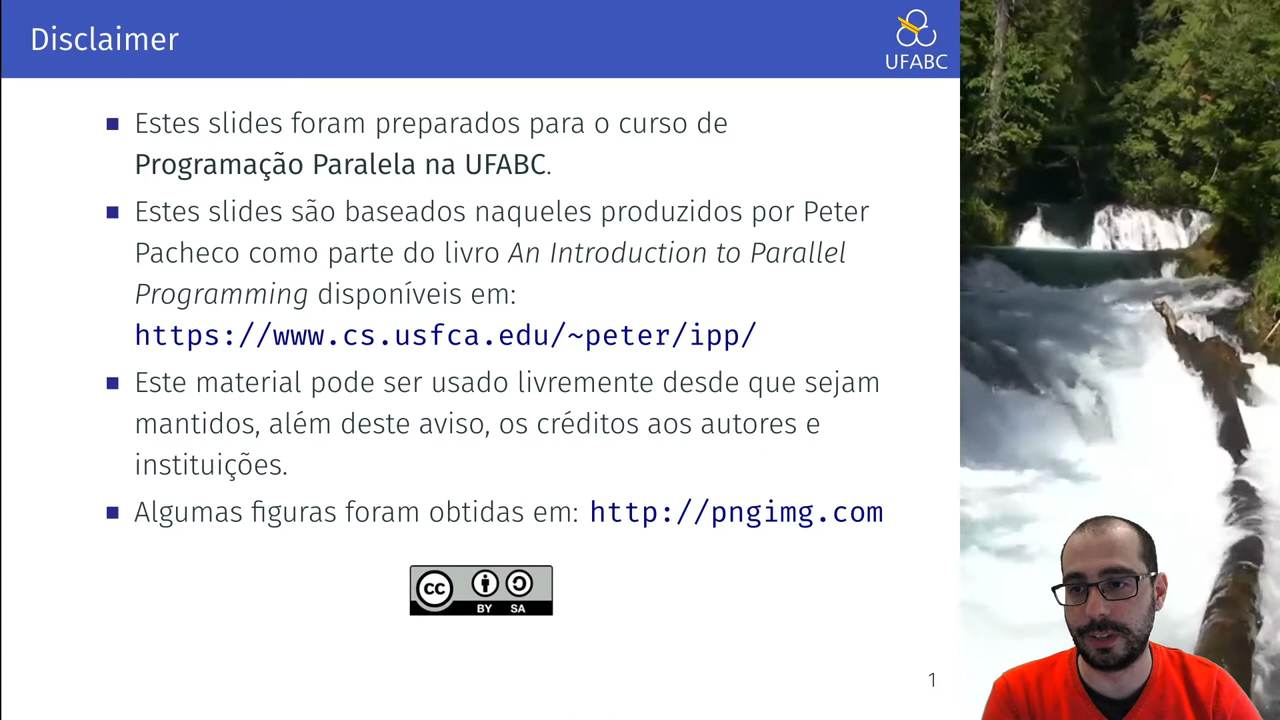 Disclaimer
UFABC
Estes slides foram preparados para o curso de
Programação Paralela na UFABC.
Estes slides são baseados naqueles produzidos por Peter
Pacheco como parte do livro An Introduction to Parallel
Programming disponíveis em:
https://www.cs.usfca.edu/~peter/ipp/
Este material pode ser usado livremente desde que sejam
mantidos, além deste aviso, os créditos aos autores e
instituições.
Algumas figuras foram obtidas em: http://pngimg.com
cc
BY SA
1